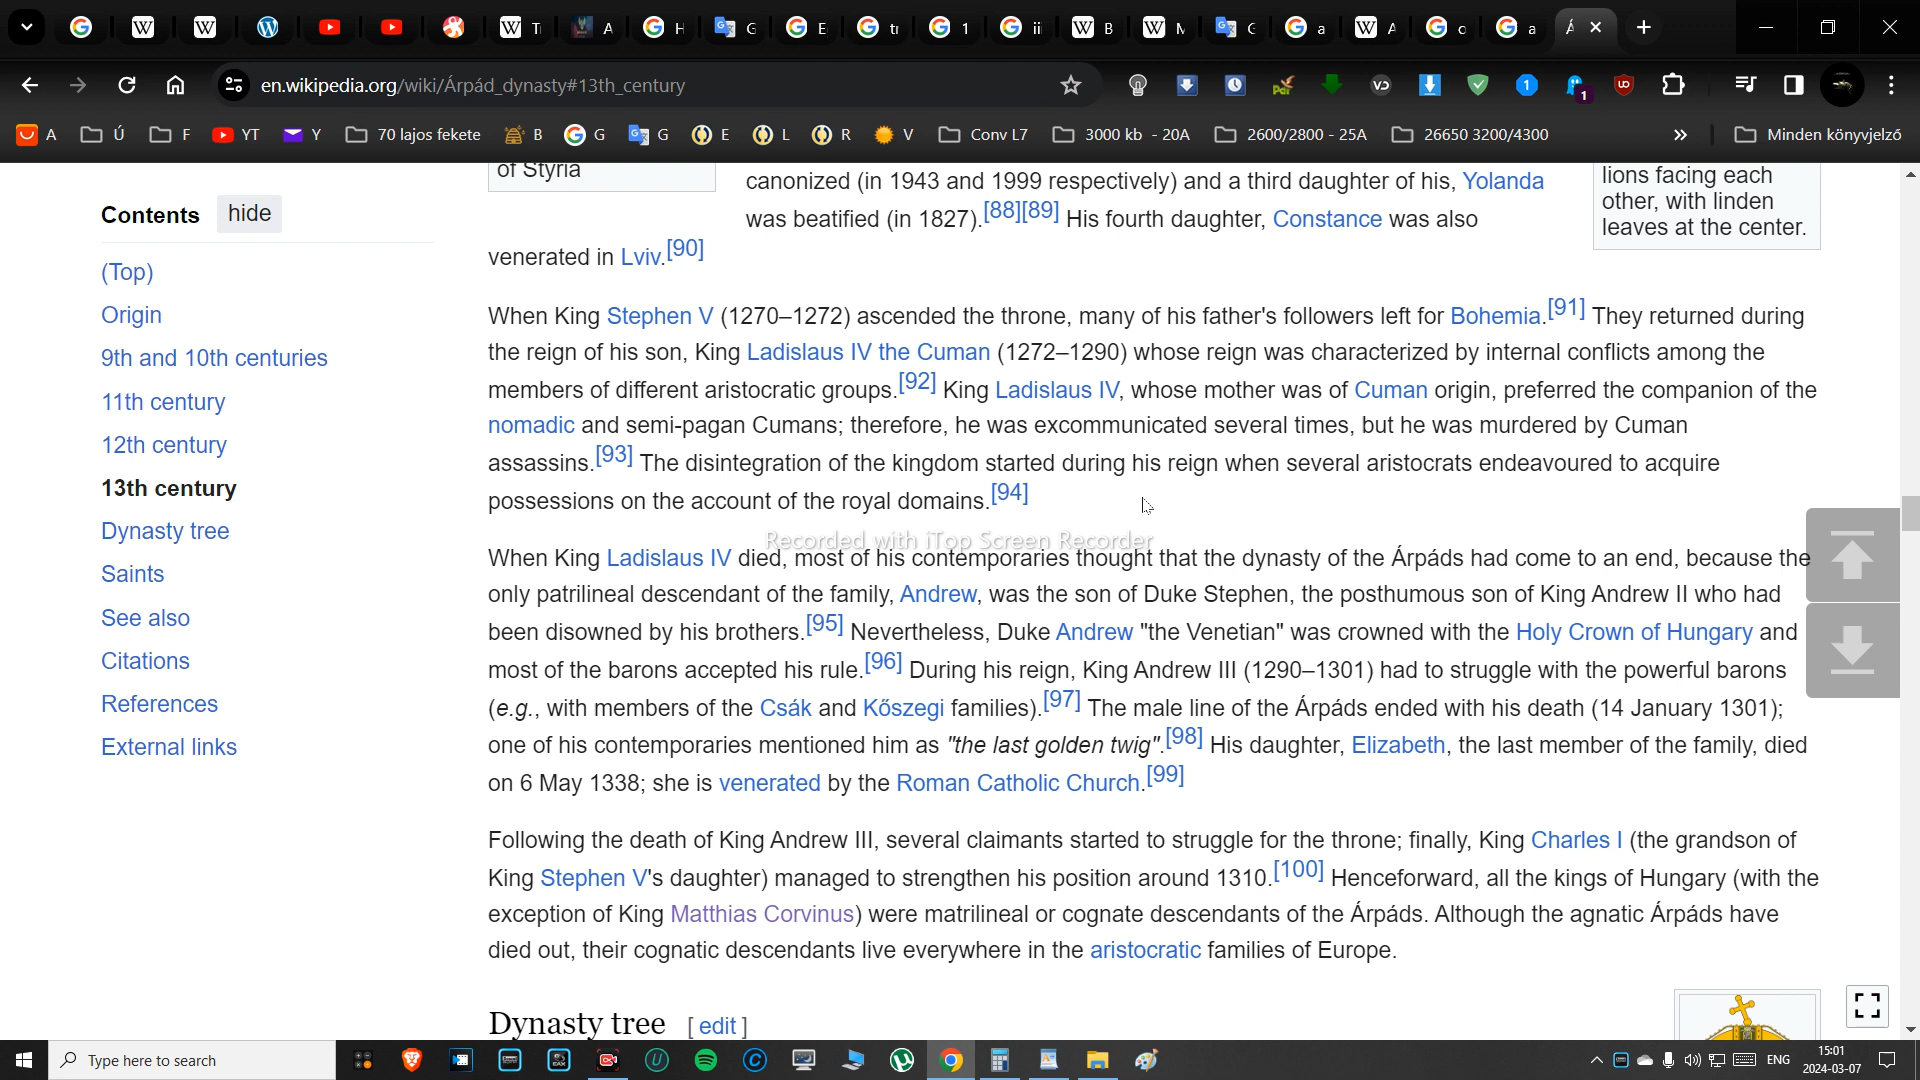 T
A
H
G
E
tr
1
ii
B
M
G
a
A
o
a
Á
en.wikipedia.org/wiki/Árpád_dynasty#13th_century
1
A Ú F YT Y 70 lajos fekete B G G E L R V Conv L7 3000 kb - 20A 2600/2800 - 25A 26650 3200/4300 » Minden könyvjelző
Contents hide
(Top)
Origin
9th and 10th centuries
11th century
12th century
13th century
Dynasty tree
Saints
See also
Citations
References
External links
of Styria
canonized (in 1943 and 1999 respectively) and a third daughter of his, Yolanda
was beatified (in 1827).[88][89] His fourth daughter, Constance was also
venerated in Lviv.[90]
lions facing each
other, with linden
leaves at the center.
When King Stephen V (1270–1272) ascended the throne, many of his father's followers left for Bohemia.[91] They returned during
the reign of his son, King Ladislaus IV the Cuman (1272–1290) whose reign was characterized by internal conflicts among the
members of different aristocratic groups.[92] King Ladislaus IV, whose mother was of Cuman origin, preferred the companion of the
nomadic and semi-pagan Cumans; therefore, he was excommunicated several times, but he was murdered by Cuman
assassins.[93] The disintegration of the kingdom started during his reign when several aristocrats endeavoured to acquire
possessions on the account of the royal domains.[94]
Recorded with iTop Screen Recorder
When King Ladislaus IV died, most of his contemporaries thought that the dynasty of the Árpáds had come to an end, because the
only patrilineal descendant of the family, Andrew, was the son of Duke Stephen, the posthumous son of King Andrew II who had
been disowned by his brothers.[95] Nevertheless, Duke Andrew "the Venetian" was crowned with the Holy Crown of Hungary and
most of the barons accepted his rule.[96] During his reign, King Andrew III (1290–1301) had to struggle with the powerful barons
(e.g., with members of the Csák and Kőszegi families).[97] The male line of the Árpáds ended with his death (14 January 1301);
one of his contemporaries mentioned him as "the last golden twig".[98] His daughter, Elizabeth, the last member of the family, died
on 6 May 1338; she is venerated by the Roman Catholic Church.[99]
Following the death of King Andrew III, several claimants started to struggle for the throne; finally, King Charles I (the grandson of
King Stephen V's daughter) managed to strengthen his position around 1310.[100] Henceforward, all the kings of Hungary (with the
exception of King Matthias Corvinus) were matrilineal or cognate descendants of the Árpáds. Although the agnatic Árpáds have
died out, their cognatic descendants live everywhere in the aristocratic families of Europe.
Dynasty tree [ edit ]
Type here to search
ENG
15:01
2024-03-07